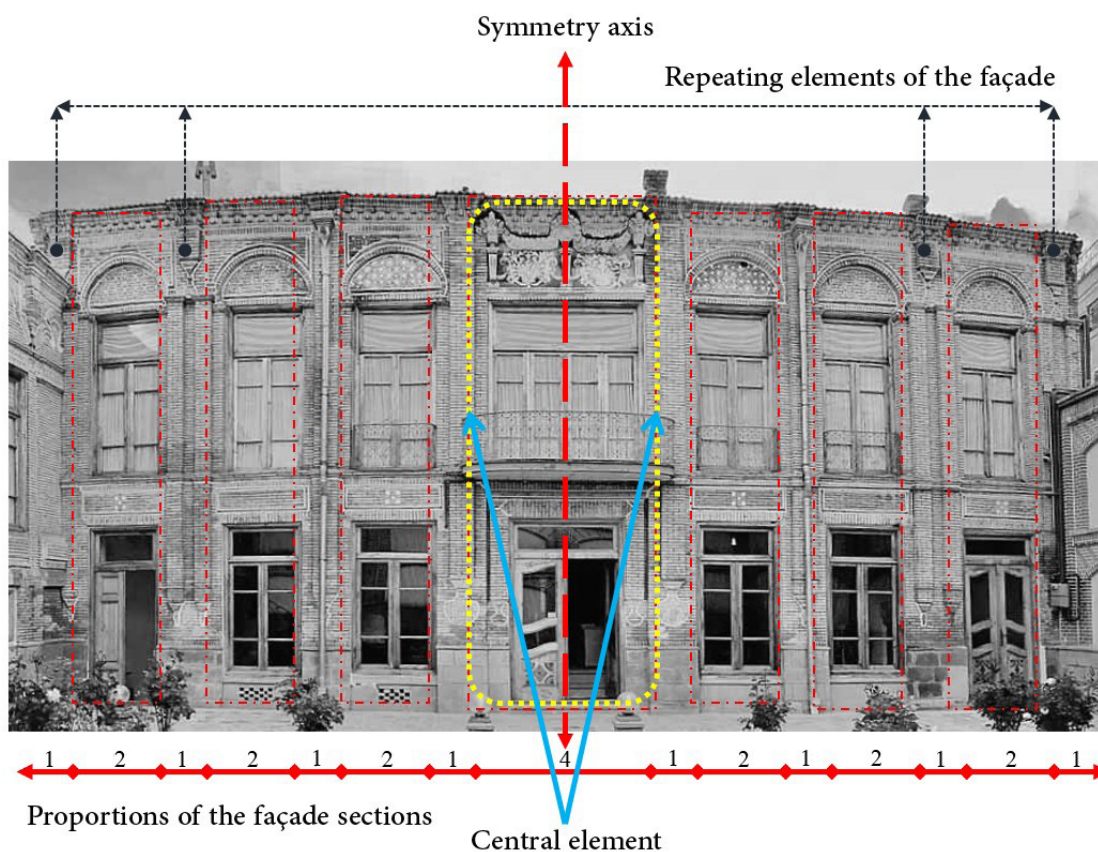 Symmetry axis
Repeating elements of the façade
1 2 1 2 1 2 1 4 1 2 1 2 1 2 1
Proportions of the façade sections
Central element